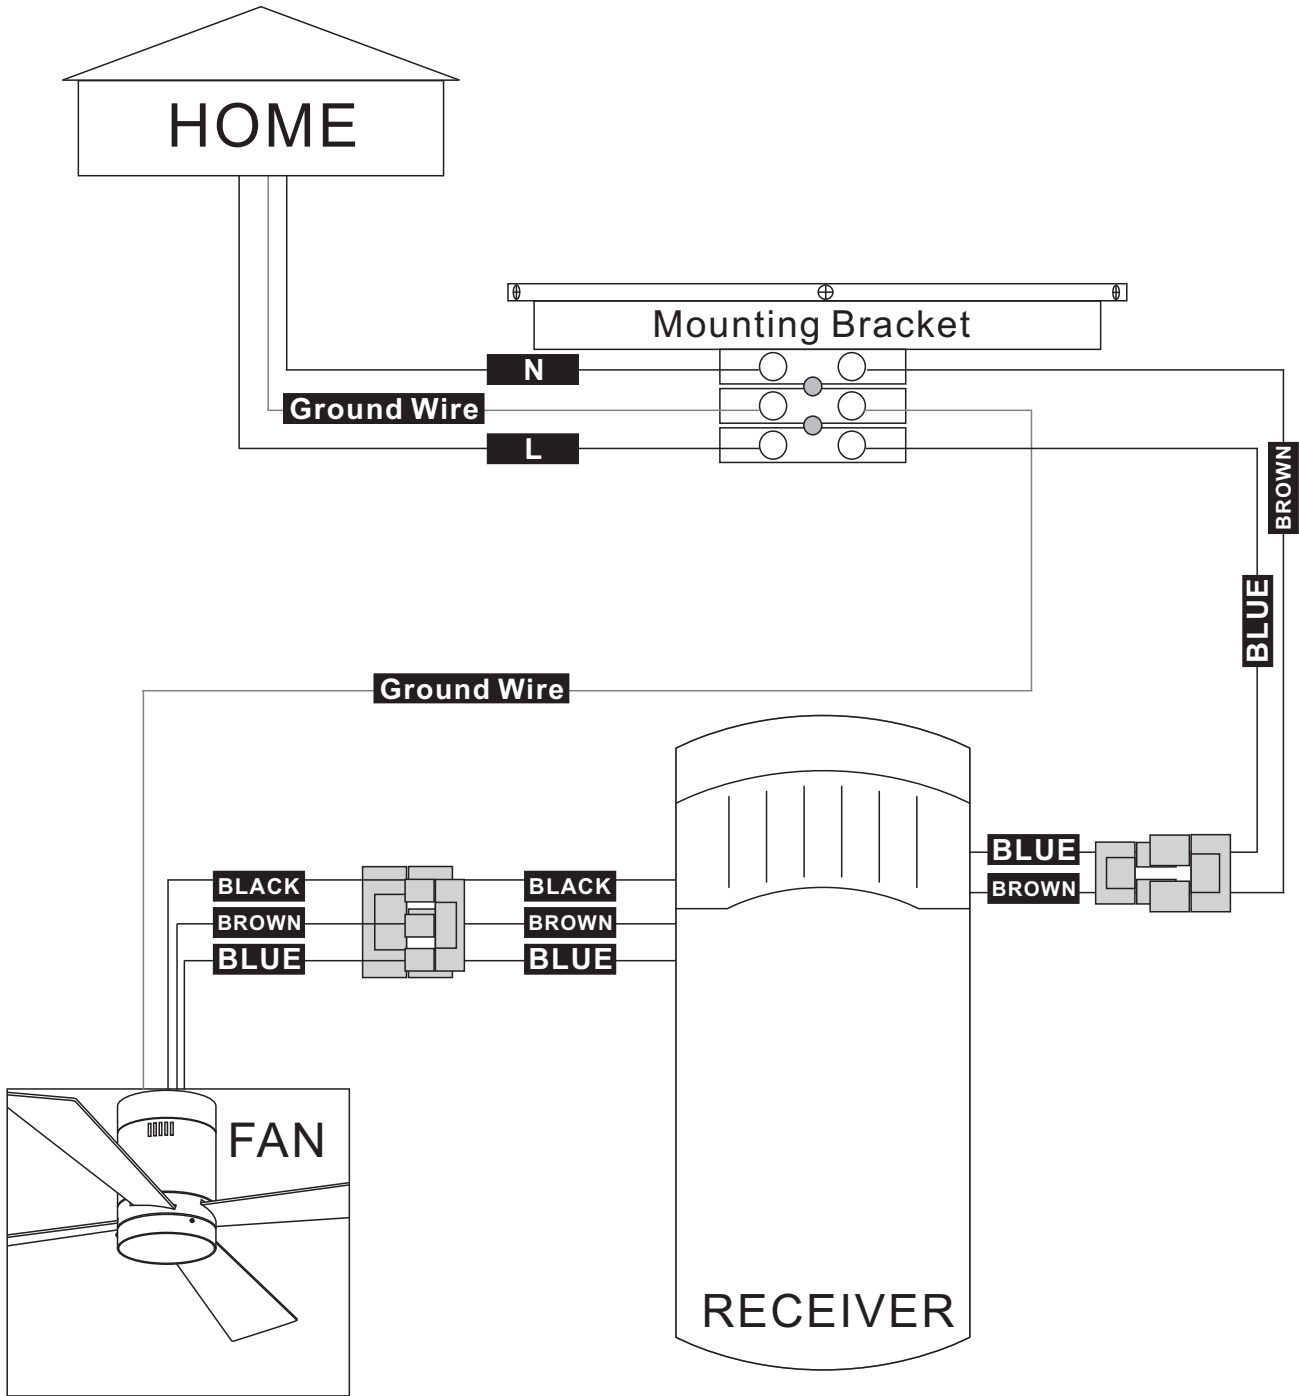 HOME
Mounting Bracket
N
Ground Wire
L
BROWN
BLUE
Ground Wire
BLUE
BROWN
BLACK
BLACK
BROWN
BROWN
BLUE
BLUE
FAN
RECEIVER